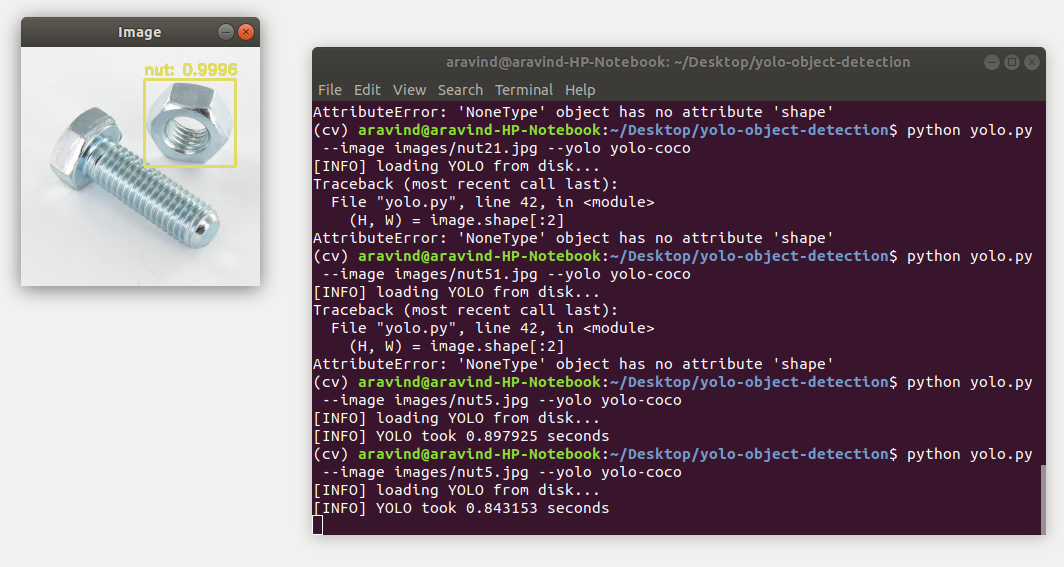 Image
nut: 0.9996
aravind@aravind-HP-Notebook: ~/Desktop/yolo-object-detection
File Edit View Search Terminal Help
AttributeError: 'NoneType' object has no attribute 'shape'
(cv) aravind@aravind-HP-Notebook:~/Desktop/yolo-object-detection$ python yolo.py
 --image images/nut21.jpg --yolo yolo-coco
[INFO] loading YOLO from disk...
Traceback (most recent call last):
  File "yolo.py", line 42, in <module>
    (H, W) = image.shape[:2]
AttributeError: 'NoneType' object has no attribute 'shape'
(cv) aravind@aravind-HP-Notebook:~/Desktop/yolo-object-detection$ python yolo.py
 --image images/nut51.jpg --yolo yolo-coco
[INFO] loading YOLO from disk...
Traceback (most recent call last):
  File "yolo.py", line 42, in <module>
    (H, W) = image.shape[:2]
AttributeError: 'NoneType' object has no attribute 'shape'
(cv) aravind@aravind-HP-Notebook:~/Desktop/yolo-object-detection$ python yolo.py
 --image images/nut5.jpg --yolo yolo-coco
[INFO] loading YOLO from disk...
[INFO] YOLO took 0.897925 seconds
(cv) aravind@aravind-HP-Notebook:~/Desktop/yolo-object-detection$ python yolo.py
 --image images/nut5.jpg --yolo yolo-coco
[INFO] loading YOLO from disk...
[INFO] YOLO took 0.843153 seconds